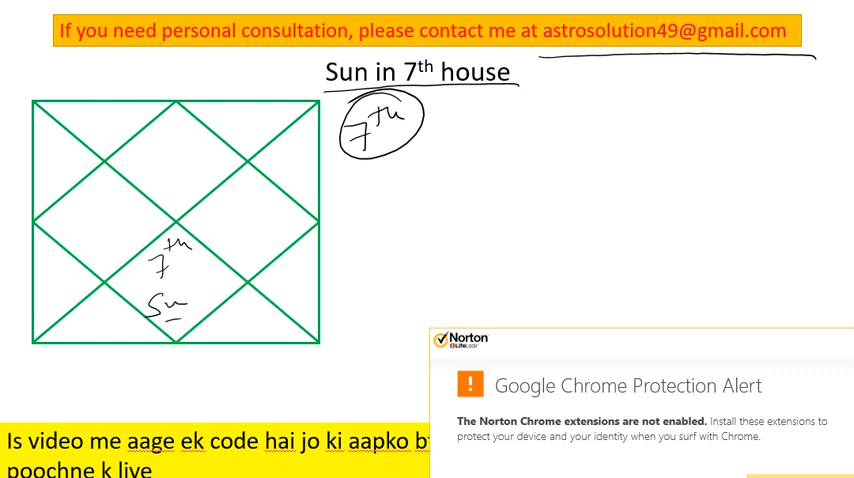 If you need personal consultation, please contact me at astrosolution49@gmail.com
Sun in 7th house
7th
7th
Su
Norton
LifeLock
Google Chrome Protection Alert
The Norton Chrome extensions are not enabled. Install these extensions to
protect your device and your identity when you surf with Chrome.
Is video me aage ek code hai jo ki aapko
poochne k liye